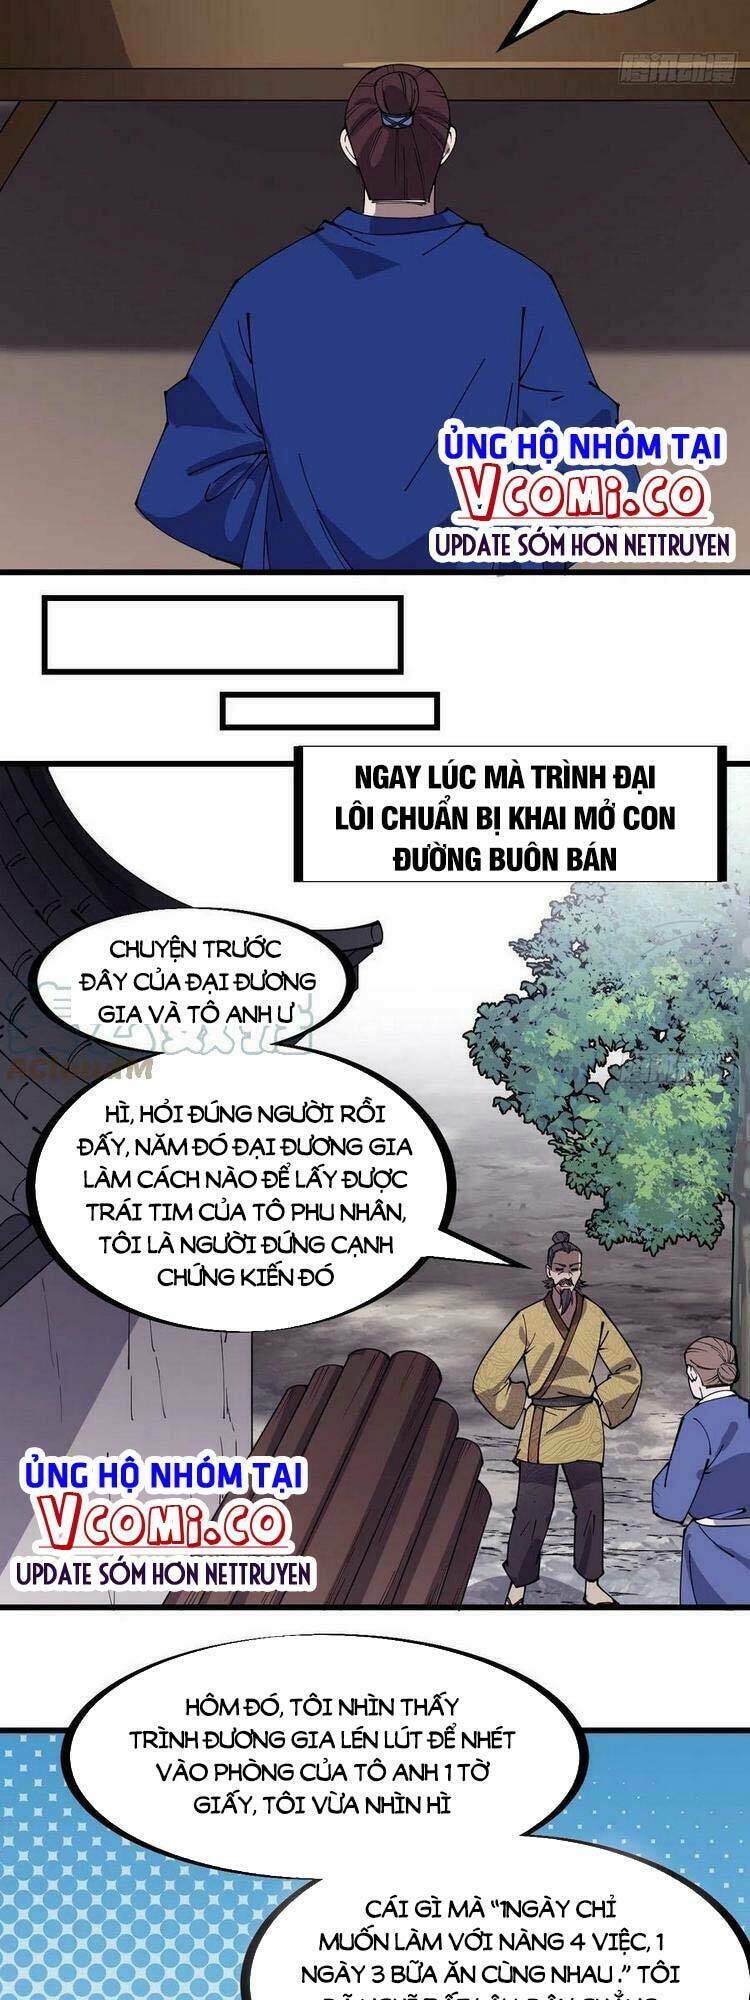 腾讯动漫
ỦNG HỘ NHÓM TẠI
VCOMI.CO
UPDATE SỚM HƠN NETTRUYEN
NGAY LÚC MÀ TRÌNH ĐẠI
LÔI CHUẨN BỊ KHAI MỞ CON
ĐƯỜNG BUÔN BÁN
CHUYỆN TRƯỚC
ĐÂY CỦA ĐẠI ĐƯƠNG
GIA VÀ TÔ ANH Ư
HÌ, HỎI ĐÚNG NGƯỜI RỒI
ĐẤY, NĂM ĐÓ ĐẠI ĐƯƠNG GIA
LÀM CÁCH NÀO ĐỂ LẤY ĐƯỢC
TRÁI TIM CỦA TÔ PHU NHÂN,
TÔI LÀ NGƯỜI ĐỨNG CẠNH
CHỨNG KIẾN ĐÓ
ỦNG HỘ NHÓM TẠI
VCOMI.CO
UPDATE SỚM HƠN NETTRUYEN
HÔM ĐÓ, TÔI NHÌN THẤY
TRÌNH ĐƯƠNG GIA LÉN LÚT ĐỂ NHÉT
VÀO PHÒNG CỦA TÔ ANH 1 TỜ
GIẤY, TÔI VỪA NHÌN HÌ
CÁI GÌ MÀ "1NGÀY CHỈ
MUỐN LÀM VỚI NÀNG 4 VIỆC, 1
NGÀY 3 BỮA ĂN CÙNG NHAU ." TÔI